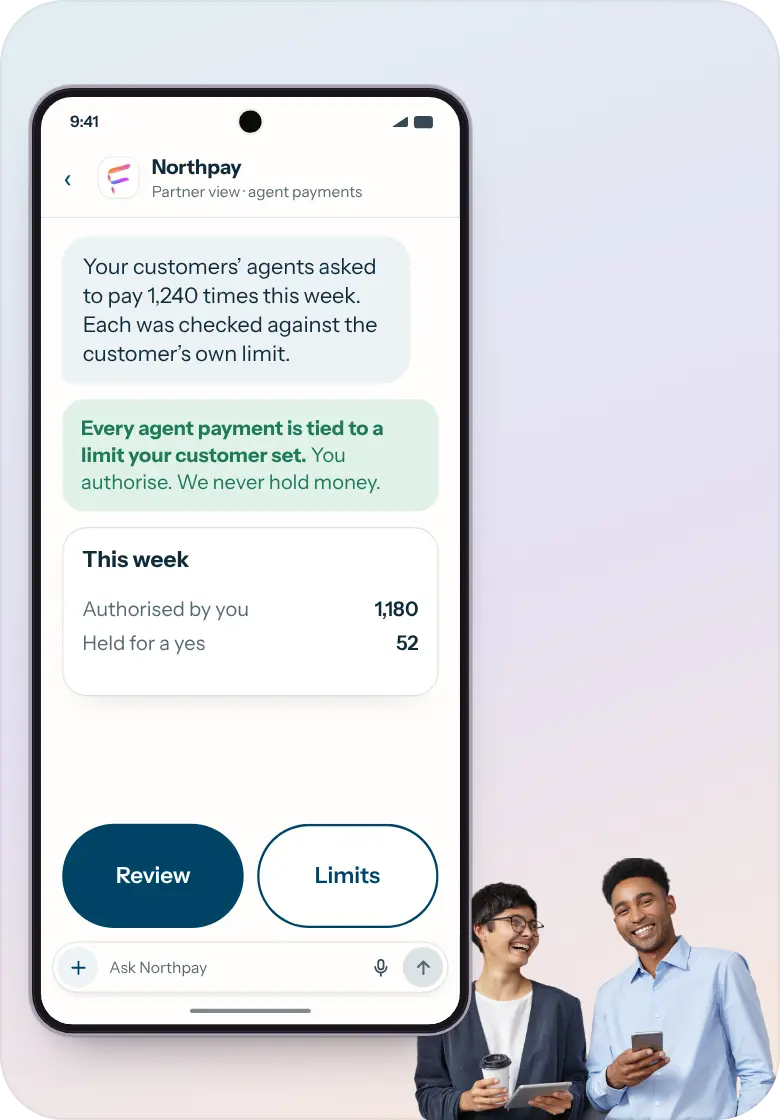 9:41
Northpay
Partner view · agent payments
Your customers’ agents asked
to pay 1,240 times this week.
Each was checked against the
customer’s own limit.
Every agent payment is tied to a
limit your customer set. You
authorise. We never hold money.
This week
Authorised by you 1,180
Held for a yes 52
Review
Limits
Ask Northpay